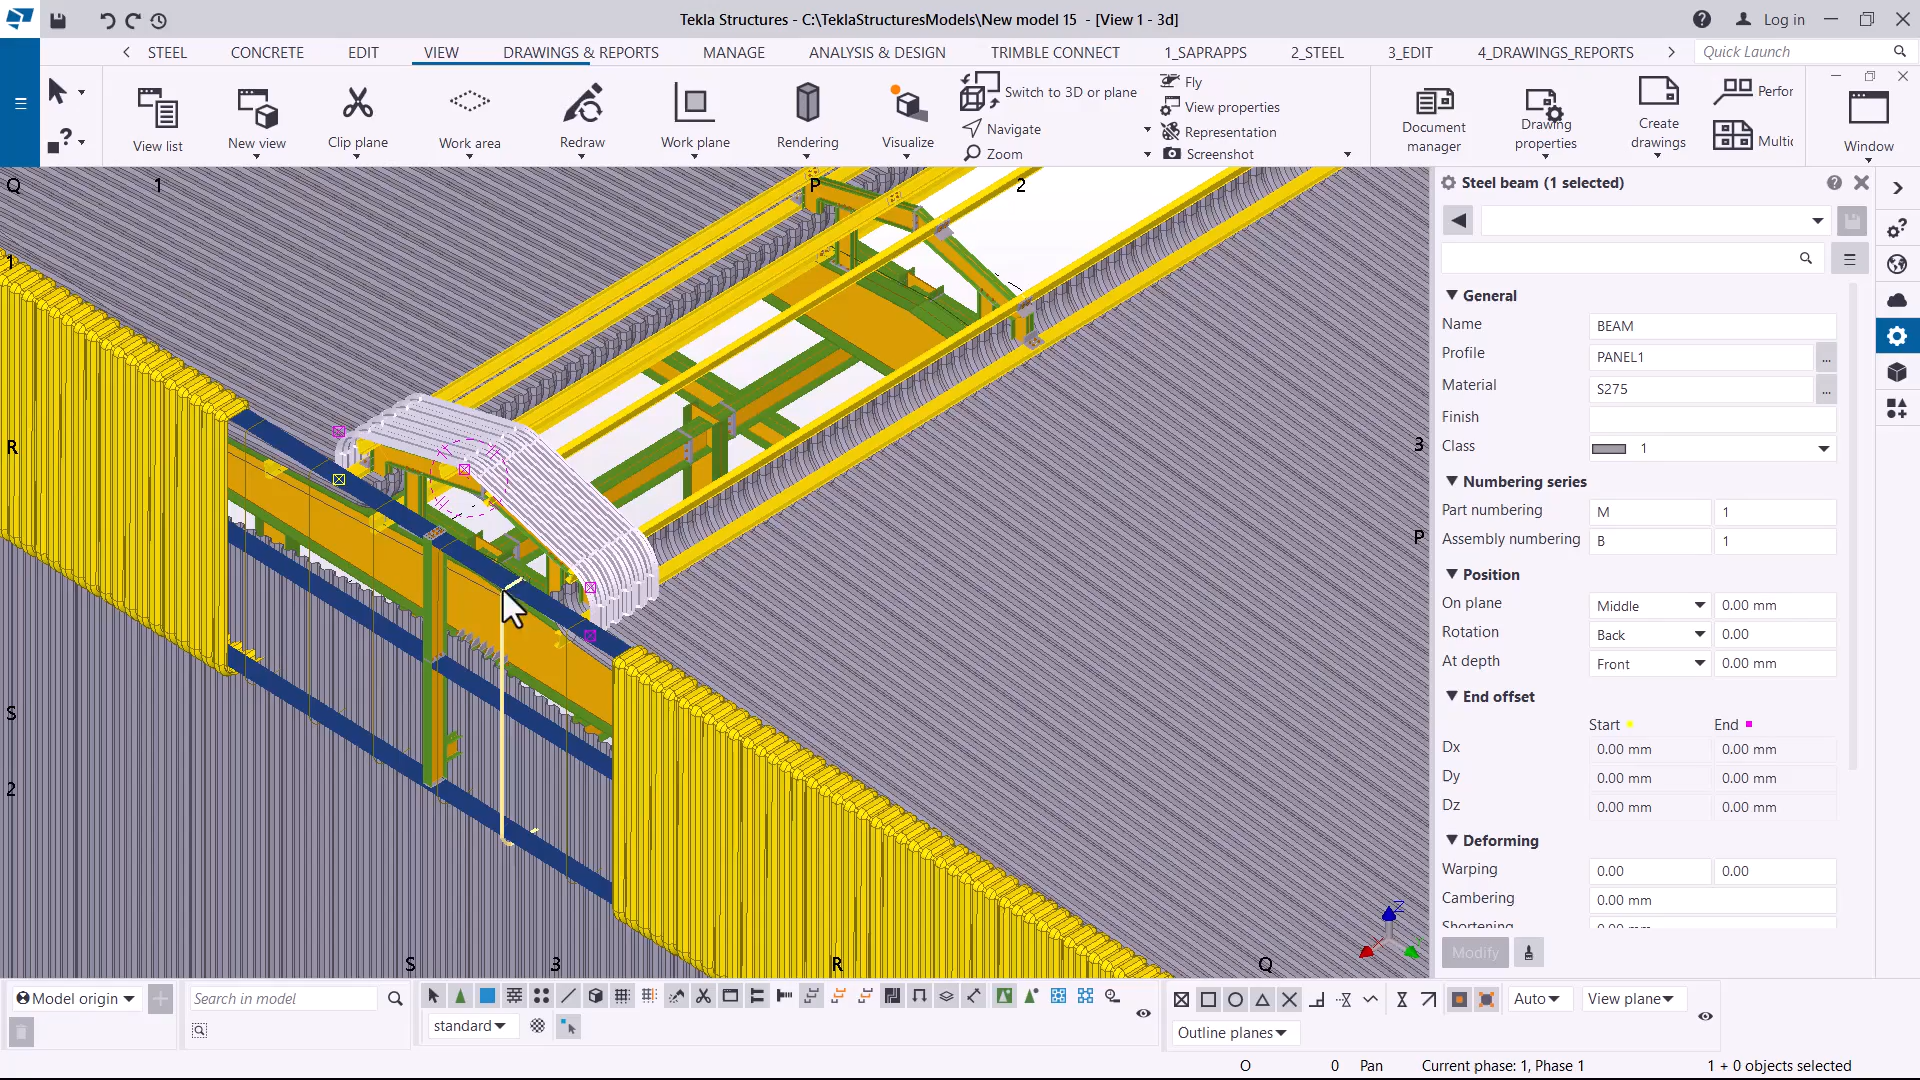 Tekla Structures - C:\TeklaStructuresModels\New model 15 - [View 1 - 3d]
Log in
STEEL
CONCRETE
EDIT
VIEW
DRAWINGS & REPORTS
MANAGE
ANALYSIS & DESIGN
TRIMBLE CONNECT
1_SAPRAPPS
2_STEEL
3_EDIT
4_DRAWINGS_REPORTS
Quick Launch
View list
New view
Clip plane
Work area
Redraw
Work plane
Rendering
Visualize
Switch to 3D or plane
Navigate
Zoom
Fly
View properties
Representation
Screenshot
Document manager
Drawing properties
Create drawings
Perfor
Multic
Window
Q
1
P
2
1
R
3
P
S
2
S
3
R
Q
Z
X
Steel beam (1 selected)
General
Name
BEAM
Profile
PANEL1
...
Material
S275
...
Finish
Class
1
Numbering series
Part numbering
M
1
Assembly numbering
B
1
Position
On plane
Middle
0.00 mm
Rotation
Back
0.00
At depth
Front
0.00 mm
End offset
Start
End
Dx
0.00 mm
0.00 mm
Dy
0.00 mm
0.00 mm
Dz
0.00 mm
0.00 mm
Deforming
Warping
0.00
0.00
Cambering
0.00 mm
Shortening
0.00 mm
Modify
Model origin
Search in model
standard
Auto
View plane
Outline planes
O
0
Pan
Current phase: 1, Phase 1
1 + 0 objects selected